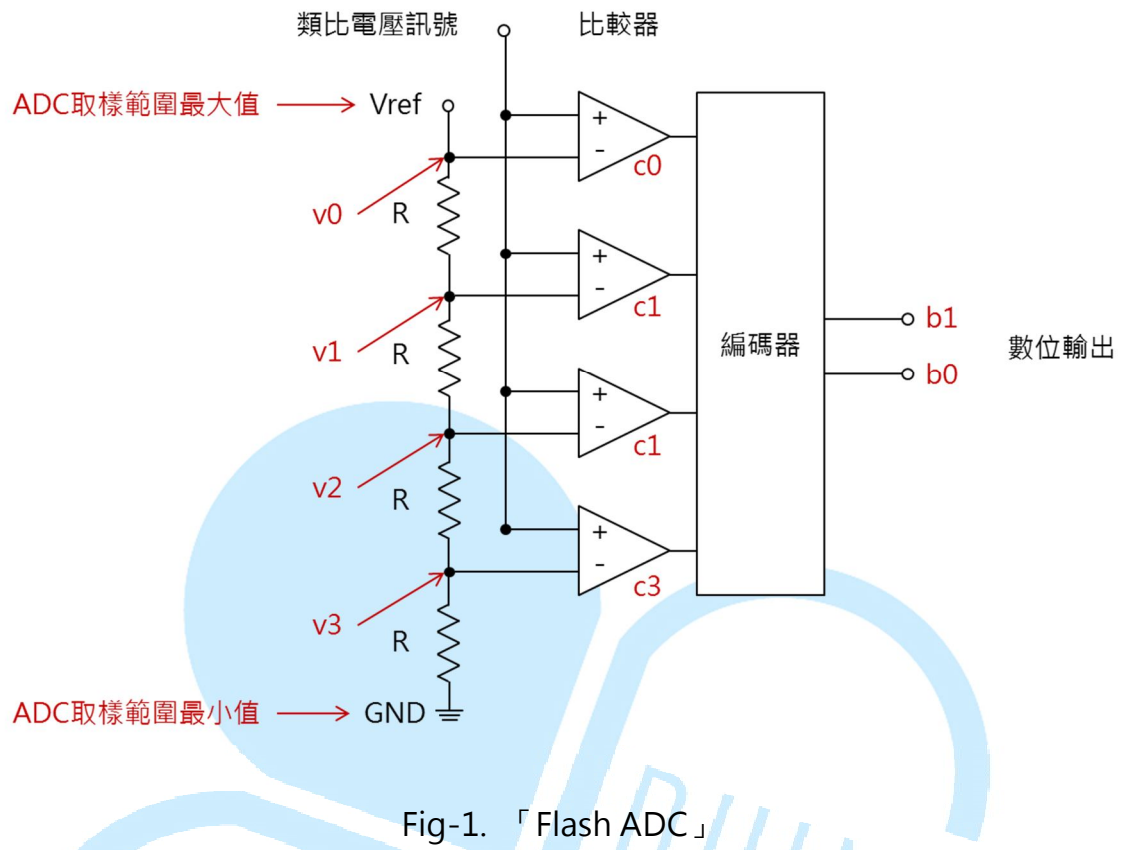 類比電壓訊號
比較器
ADC取樣範圍最大值
Vref
+
-
c0
v0
R
+
-
c1
v1
R
編碼器
b1
數位輸出
b0
+
-
c1
v2
R
+
-
c3
v3
R
ADC取樣範圍最小值
GND
Fig-1. 「Flash ADC」